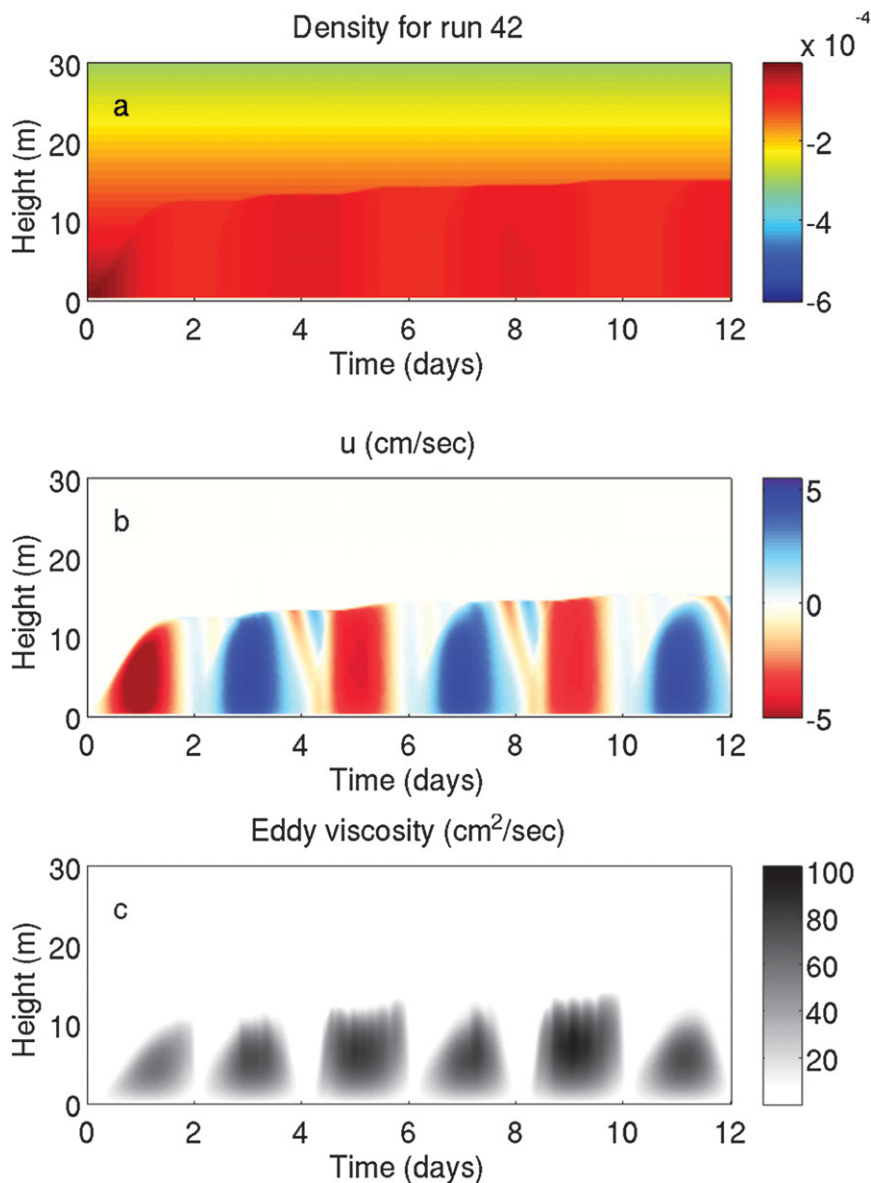 Density for run 42
x 10⁻⁴
30
20
10
0
Height (m)
a
-2
-4
-6
0 2 4 6 8 10 12
Time (days)
u (cm/sec)
30
20
10
0
Height (m)
b
5
0
-5
0 2 4 6 8 10 12
Time (days)
Eddy viscosity (cm²/sec)
30
20
10
0
Height (m)
c
100
80
60
40
20
0 2 4 6 8 10 12
Time (days)